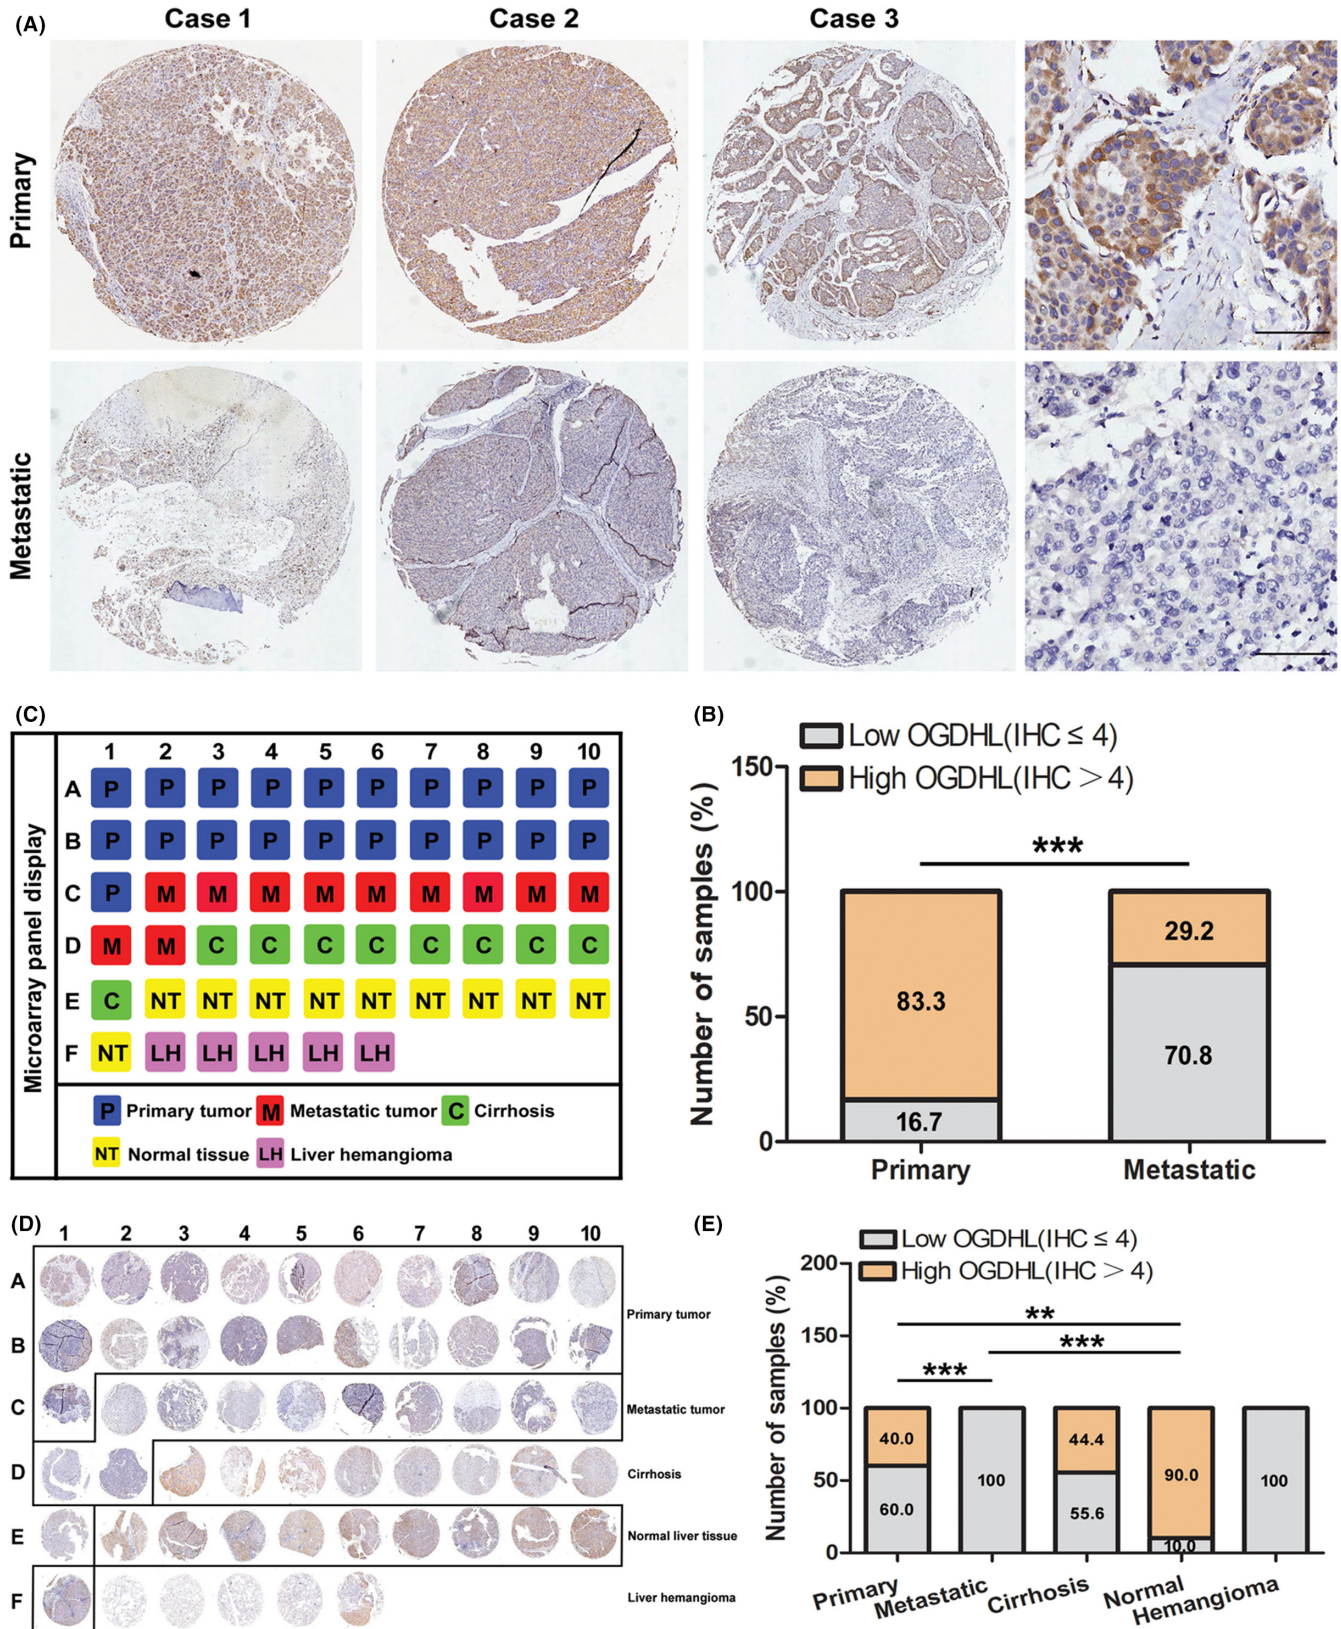 (A)
Case 1 Case 2 Case 3
Primary
Metastatic
(C)
Microarray panel display
1 2 3 4 5 6 7 8 9 10
A P P P P P P P P P P
B P P P P P P P P P P
C P M M M M M M M M M
D M M C C C C C C C C
E C NT NT NT NT NT NT NT NT NT
F NT LH LH LH LH LH
P Primary tumor M Metastatic tumor C Cirrhosis
NT Normal tissue LH Liver hemangioma
(B)
Low OGDHL(IHC ≤ 4)
High OGDHL(IHC > 4)
Number of samples (%)
150
100
50
0
***
83.3
16.7
29.2
70.8
Primary Metastatic
(D)
1 2 3 4 5 6 7 8 9 10
A
B
C
D
E
F
Primary tumor
Metastatic tumor
Cirrhosis
Normal liver tissue
Liver hemangioma
(E)
Low OGDHL(IHC ≤ 4)
High OGDHL(IHC > 4)
Number of samples (%)
200
150
100
50
0
**
***
***
40.0
60.0
100
44.4
55.6
90.0
10.0
100
Primary Metastatic Cirrhosis Normal Hemangioma